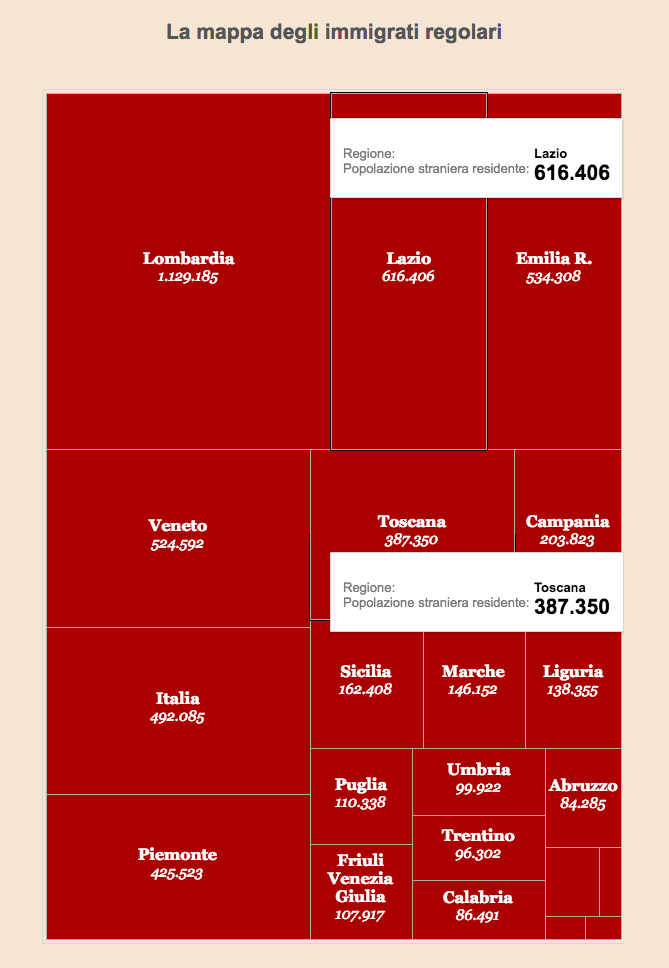 La mappa degli immigrati regolari
Regione: Lazio
Popolazione straniera residente: 616.406
Lombardia
1.129.185
Lazio
616.406
Emilia R.
534.308
Veneto
524.592
Toscana
387.350
Campania
203.823
Regione: Toscana
Popolazione straniera residente: 387.350
Italia
492.085
Sicilia
162.408
Marche
146.152
Liguria
138.355
Piemonte
425.523
Puglia
110.338
Umbria
99.922
Abruzzo
84.285
Trentino
96.302
Friuli
Venezia
Giulia
107.917
Calabria
86.491